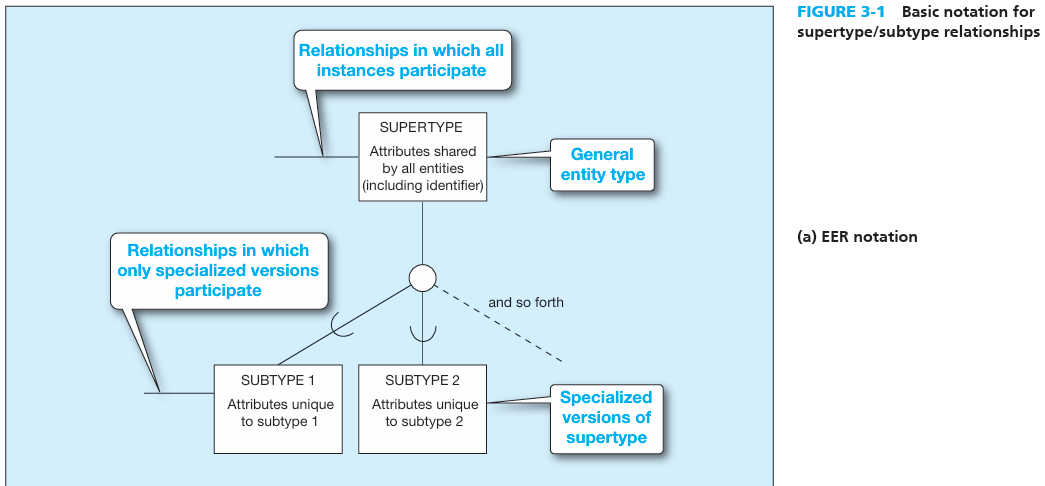 FIGURE 3-1 Basic notation for
supertype/subtype relationships
Relationships in which all
instances participate
SUPERTYPE
Attributes shared
by all entities
(including identifier)
General
entity type
(a) EER notation
Relationships in which
only specialized versions
participate
and so forth
SUBTYPE 1
Attributes unique
to subtype 1
SUBTYPE 2
Attributes unique
to subtype 2
Specialized
versions of
supertype